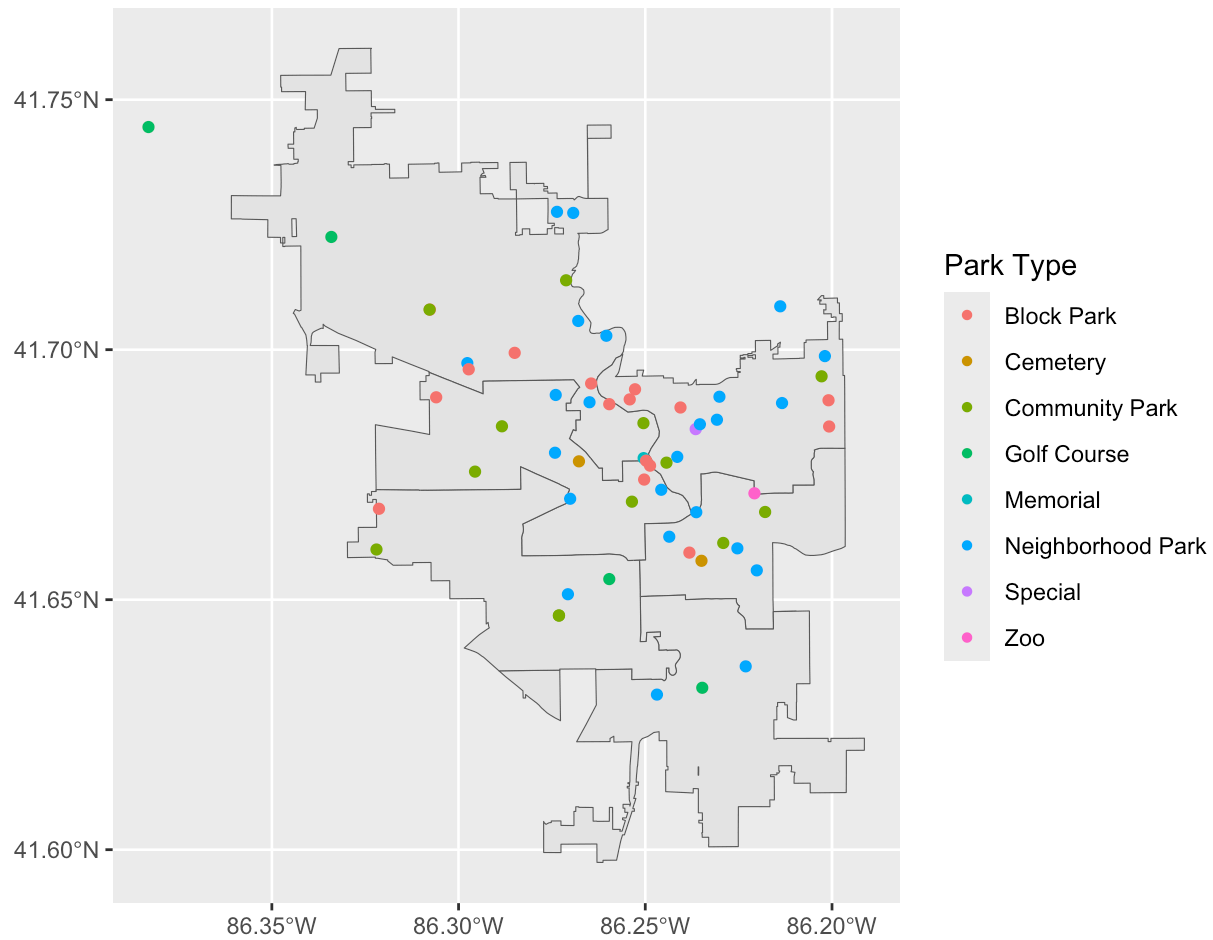 41.75°N
41.70°N
41.65°N
41.60°N
86.35°W
86.30°W
86.25°W
86.20°W
Park Type
Block Park
Cemetery
Community Park
Golf Course
Memorial
Neighborhood Park
Special
Zoo